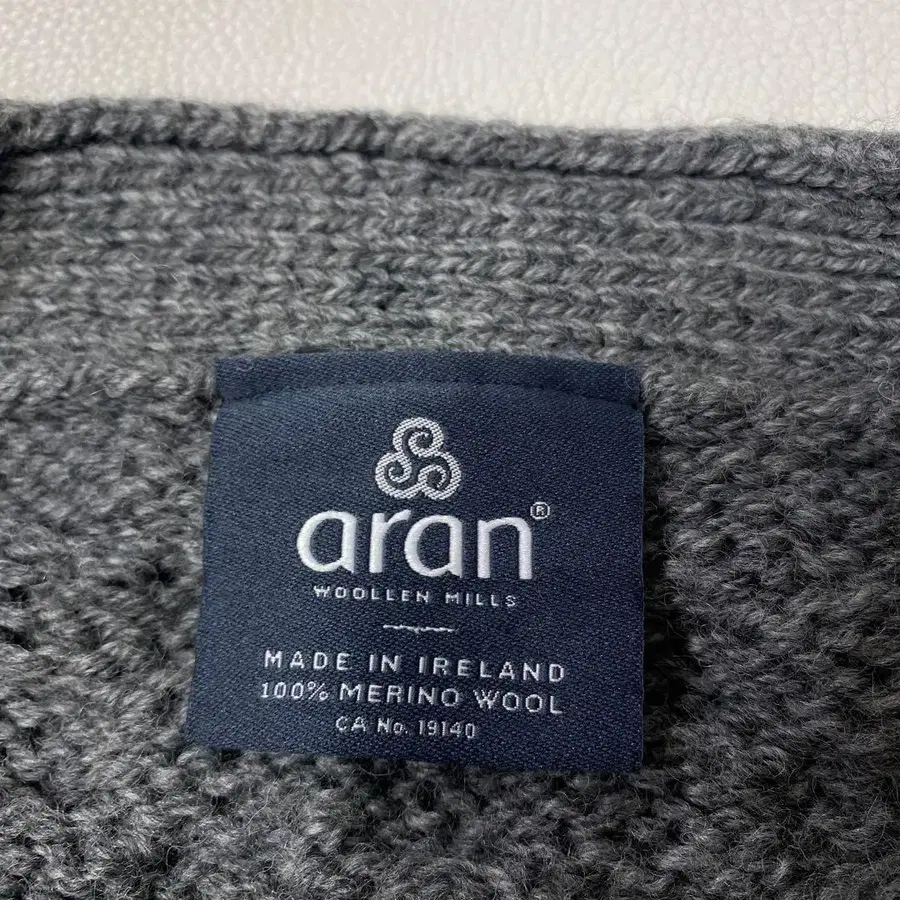 aran®
WOOLLEN MILLS
MADE IN IRELAND
100% MERINO WOOL
CA No. 19140